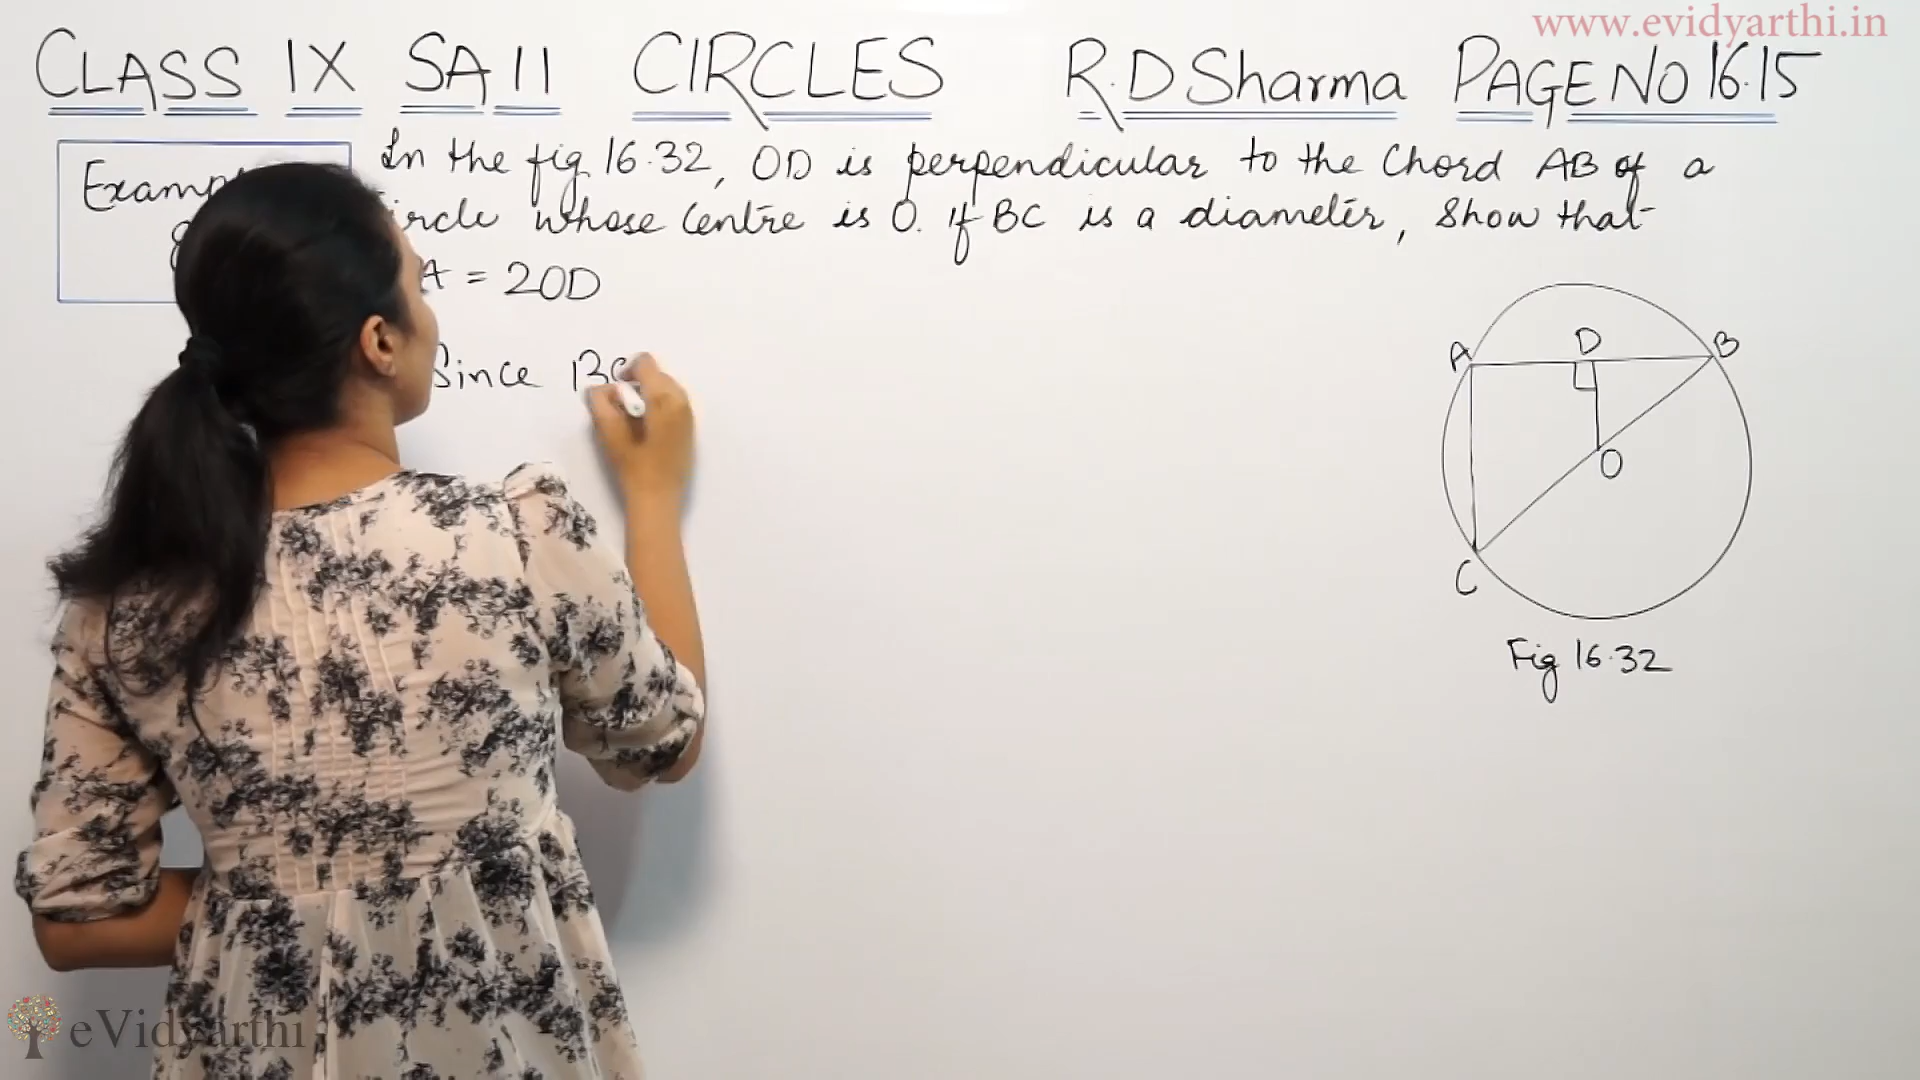 www.evidyarthi.in
CLASS IX SA II CIRCLES R.D Sharma PAGE NO 16.15
In the fig 16.32, OD is perpendicular to the Chord AB of a
ircle whose Centre is O. If BC is a diameter, Show that
A = 2OD
Since BC
A D B
O
C
Fig 16.32
eVidyarthi